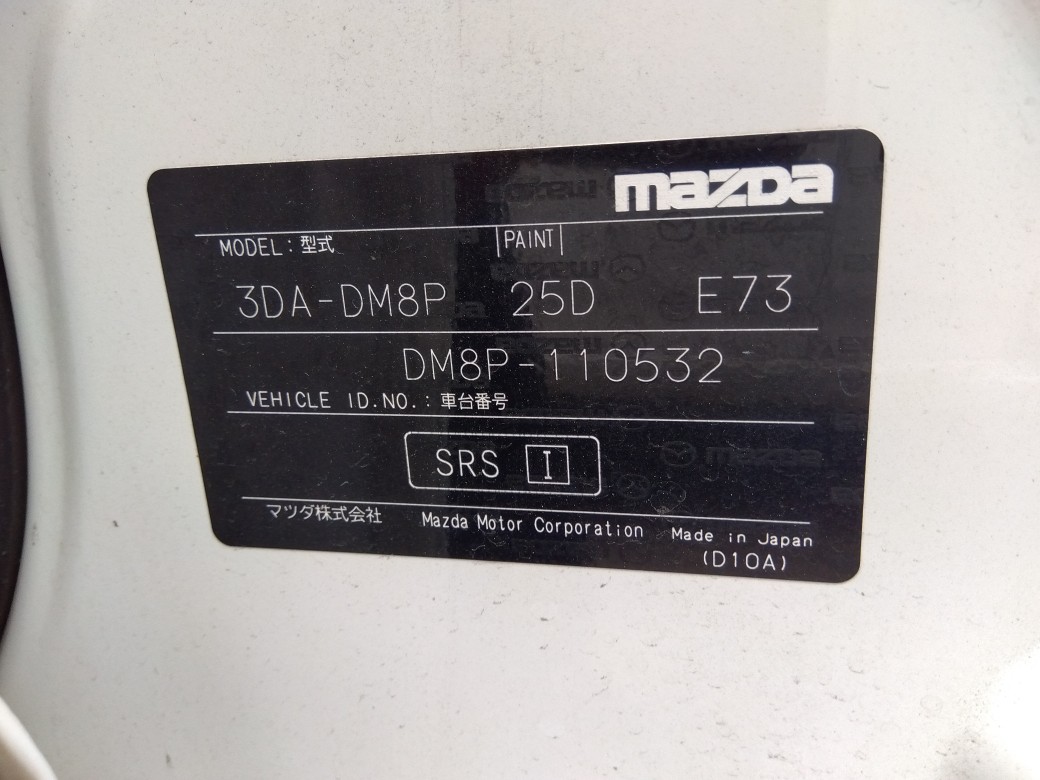 mazda
MODEL : 型式 PAINT
3DA-DM8P 25D E73
DM8P-110532
VEHICLE ID.NO. : 車台番号
SRS I
マツダ株式会社 Mazda Motor Corporation Made in Japan
(D10A)